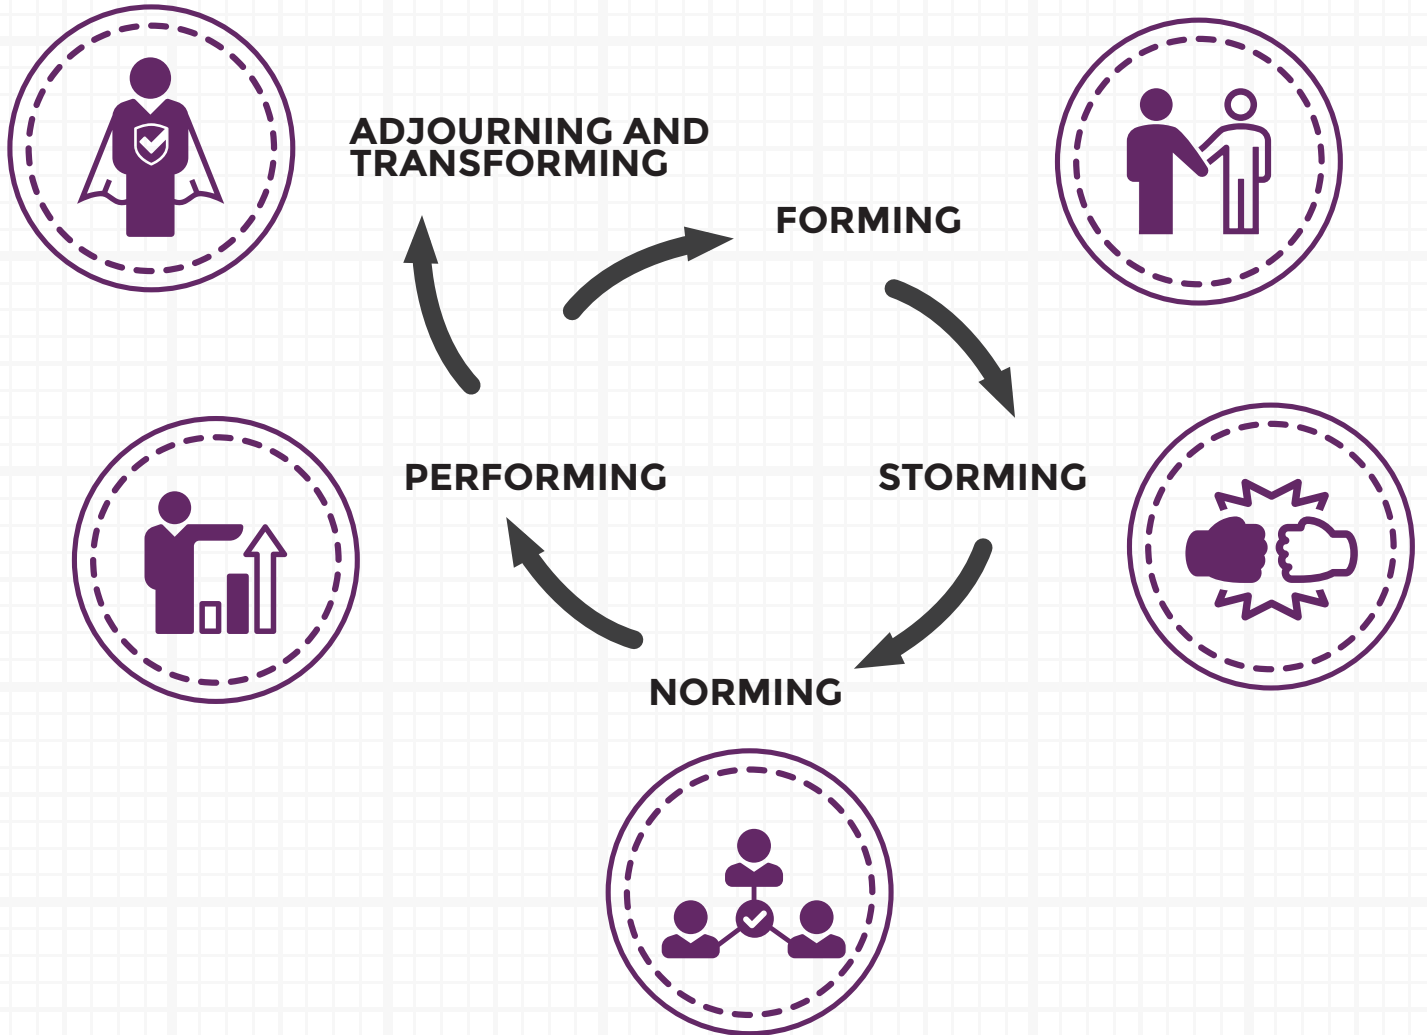 ADJOURNING AND
TRANSFORMING
FORMING
PERFORMING
STORMING
NORMING